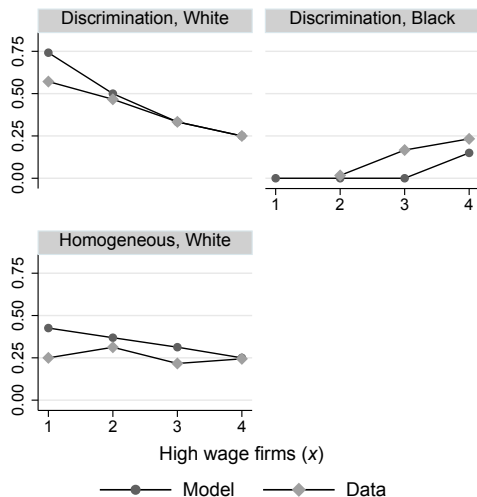 Discrimination, White
Discrimination, Black
0.75
0.50
0.25
0.00
1 2 3 4
Homogeneous, White
0.75
0.50
0.25
0.00
1 2 3 4
High wage firms (x)
Model Data